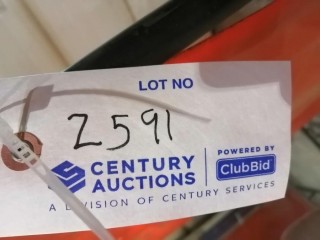 LOT NO
2591
CENTURY
AUCTIONS
POWERED BY
ClubBid
A DIVISION OF CENTURY SERVICES